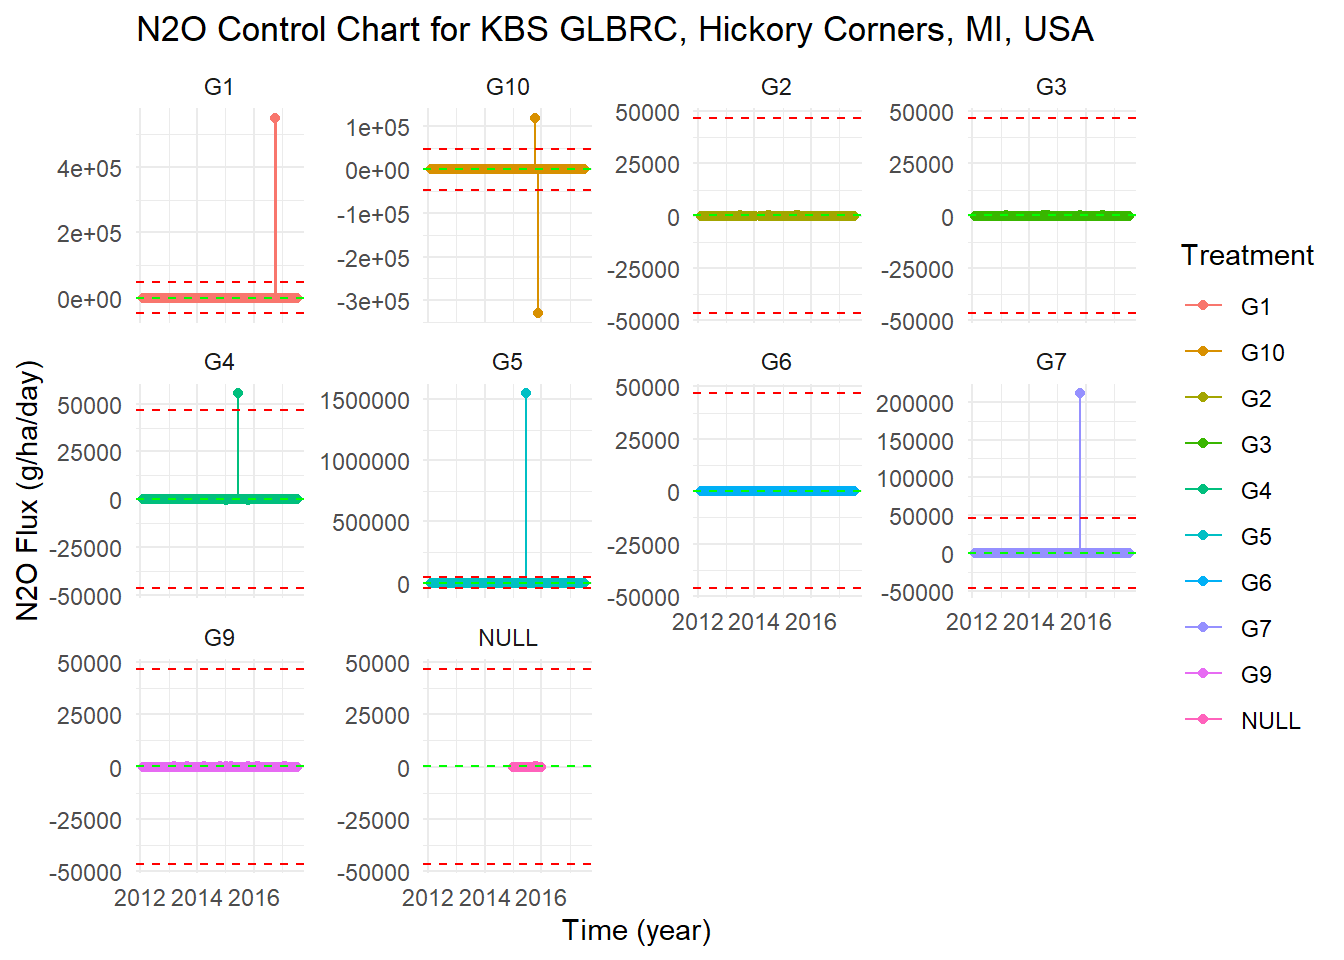 N2O Control Chart for KBS GLBRC, Hickory Corners, MI, USA
G1
G10
G2
G3
4e+05
2e+05
0e+00
1e+05
0e+00
-1e+05
-2e+05
-3e+05
50000
25000
0
-25000
-50000
50000
25000
0
-25000
-50000
G4
G5
G6
G7
50000
25000
0
-25000
-50000
1500000
1000000
500000
0
50000
25000
0
-25000
-50000
200000
150000
100000
50000
0
-50000
2012 2014 2016
2012 2014 2016
G9
NULL
50000
25000
0
-25000
-50000
50000
25000
0
-25000
-50000
2012 2014 2016
2012 2014 2016
N2O Flux (g/ha/day)
Time (year)
Treatment
G1
G10
G2
G3
G4
G5
G6
G7
G9
NULL